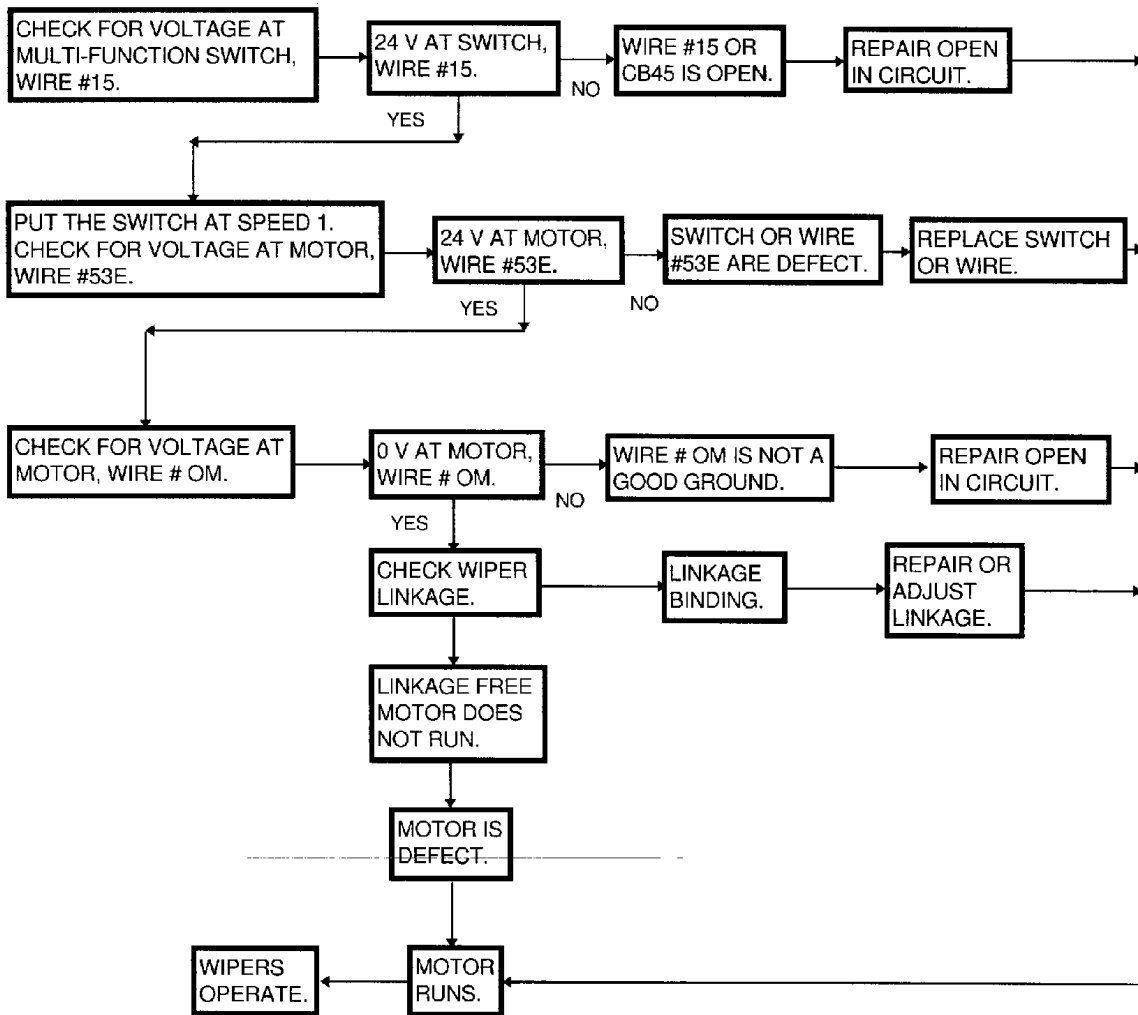 CHECK FOR VOLTAGE AT
MULTI-FUNCTION SWITCH,
WIRE #15.
24 V AT SWITCH,
WIRE #15.
WIRE #15 OR
CB45 IS OPEN.
REPAIR OPEN
IN CIRCUIT.
NO
YES
PUT THE SWITCH AT SPEED 1.
CHECK FOR VOLTAGE AT MOTOR,
WIRE #53E.
24 V AT MOTOR,
WIRE #53E.
SWITCH OR WIRE
#53E ARE DEFECT.
REPLACE SWITCH
OR WIRE.
YES
NO
CHECK FOR VOLTAGE AT
MOTOR, WIRE # OM.
0 V AT MOTOR,
WIRE # OM.
WIRE # OM IS NOT A
GOOD GROUND.
REPAIR OPEN
IN CIRCUIT.
NO
YES
CHECK WIPER
LINKAGE.
LINKAGE
BINDING.
REPAIR OR
ADJUST
LINKAGE.
LINKAGE FREE
MOTOR DOES
NOT RUN.
MOTOR IS
DEFECT.
WIPERS
OPERATE.
MOTOR
RUNS.